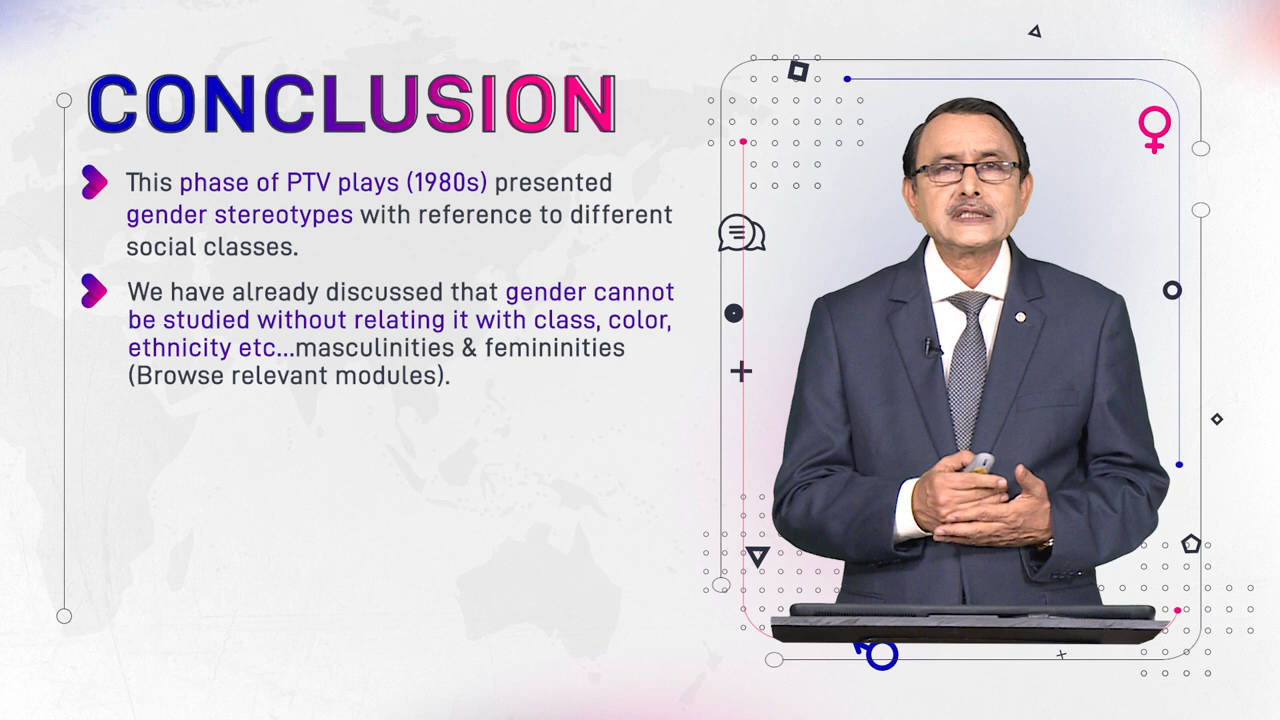 CONCLUSION
This phase of PTV plays (1980s) presented
gender stereotypes with reference to different
social classes.
We have already discussed that gender cannot
be studied without relating it with class, color,
ethnicity etc...masculinities & femininities
(Browse relevant modules).